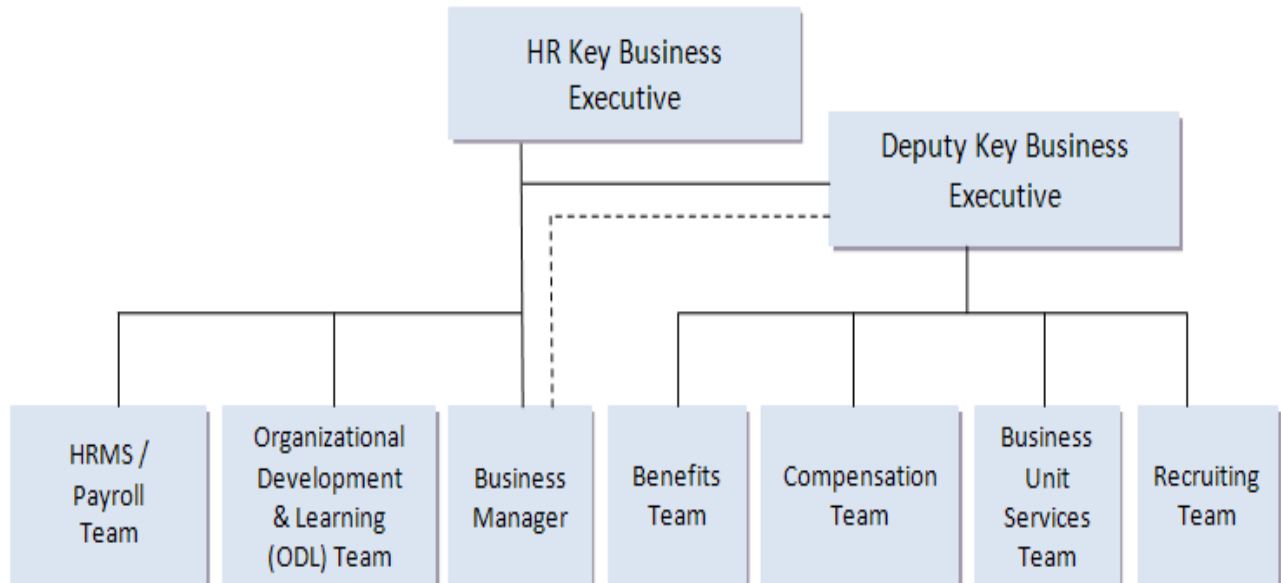 HR Key Business
Executive
Deputy Key Business
Executive
HRMS /
Payroll
Team
Organizational
Development
& Learning
(ODL) Team
Business
Manager
Benefits
Team
Compensation
Team
Business
Unit
Services
Team
Recruiting
Team